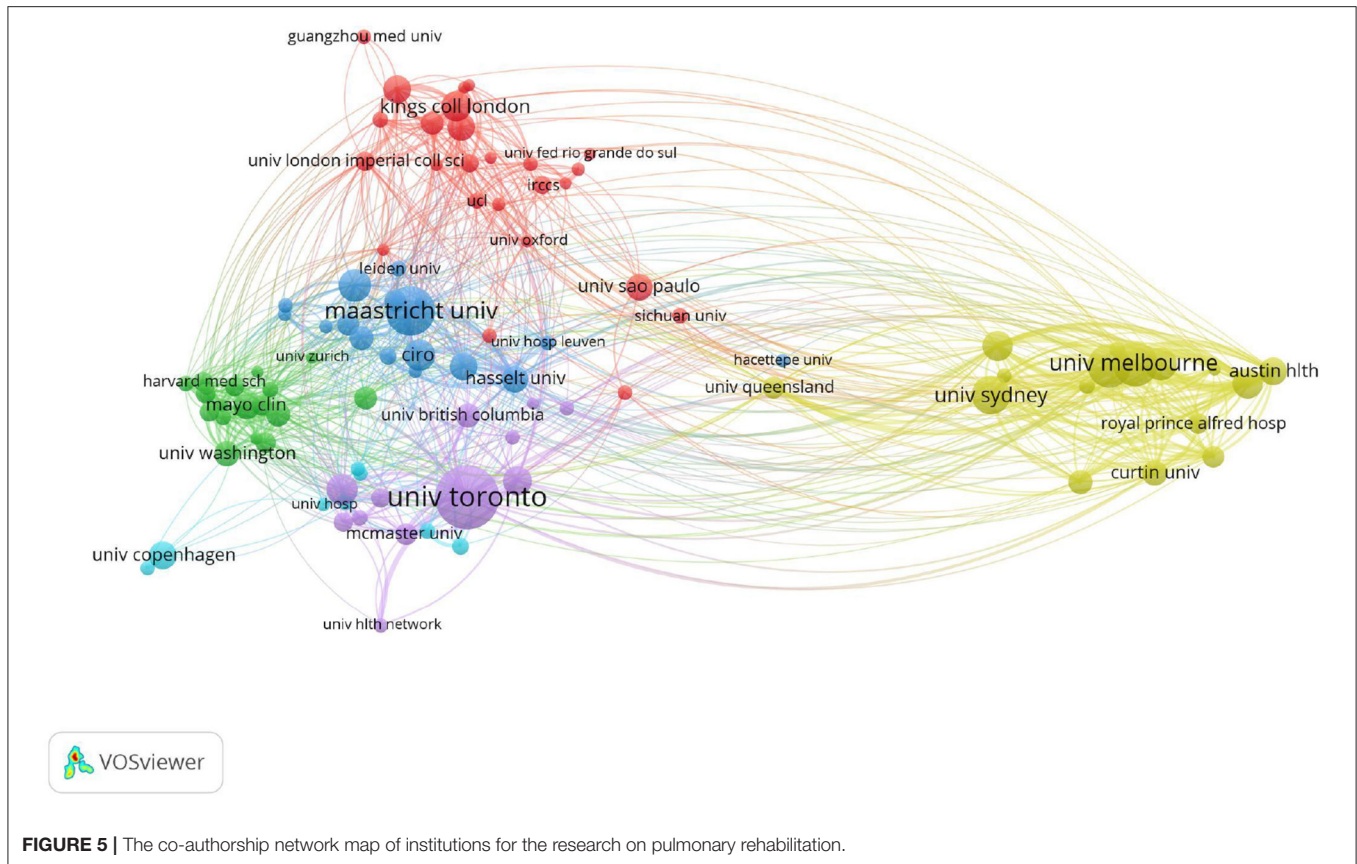 guangzhou med univ
kings coll london
univ london imperial coll sci
univ fed rio grande do sul
irccs
ucl
univ oxford
leiden univ
univ sao paulo
maastricht univ
sichuan univ
univ hosp leuven
univ zurich
ciro
hacettepe univ
univ melbourne
austin hlth
harvard med sch
hasselt univ
univ queensland
univ sydney
mayo clin
univ british columbia
royal prince alfred hosp
univ washington
curtin univ
univ toronto
univ hosp
mcmaster univ
univ copenhagen
univ hlth network
VOSviewer
FIGURE 5 | The co-authorship network map of institutions for the research on pulmonary rehabilitation.